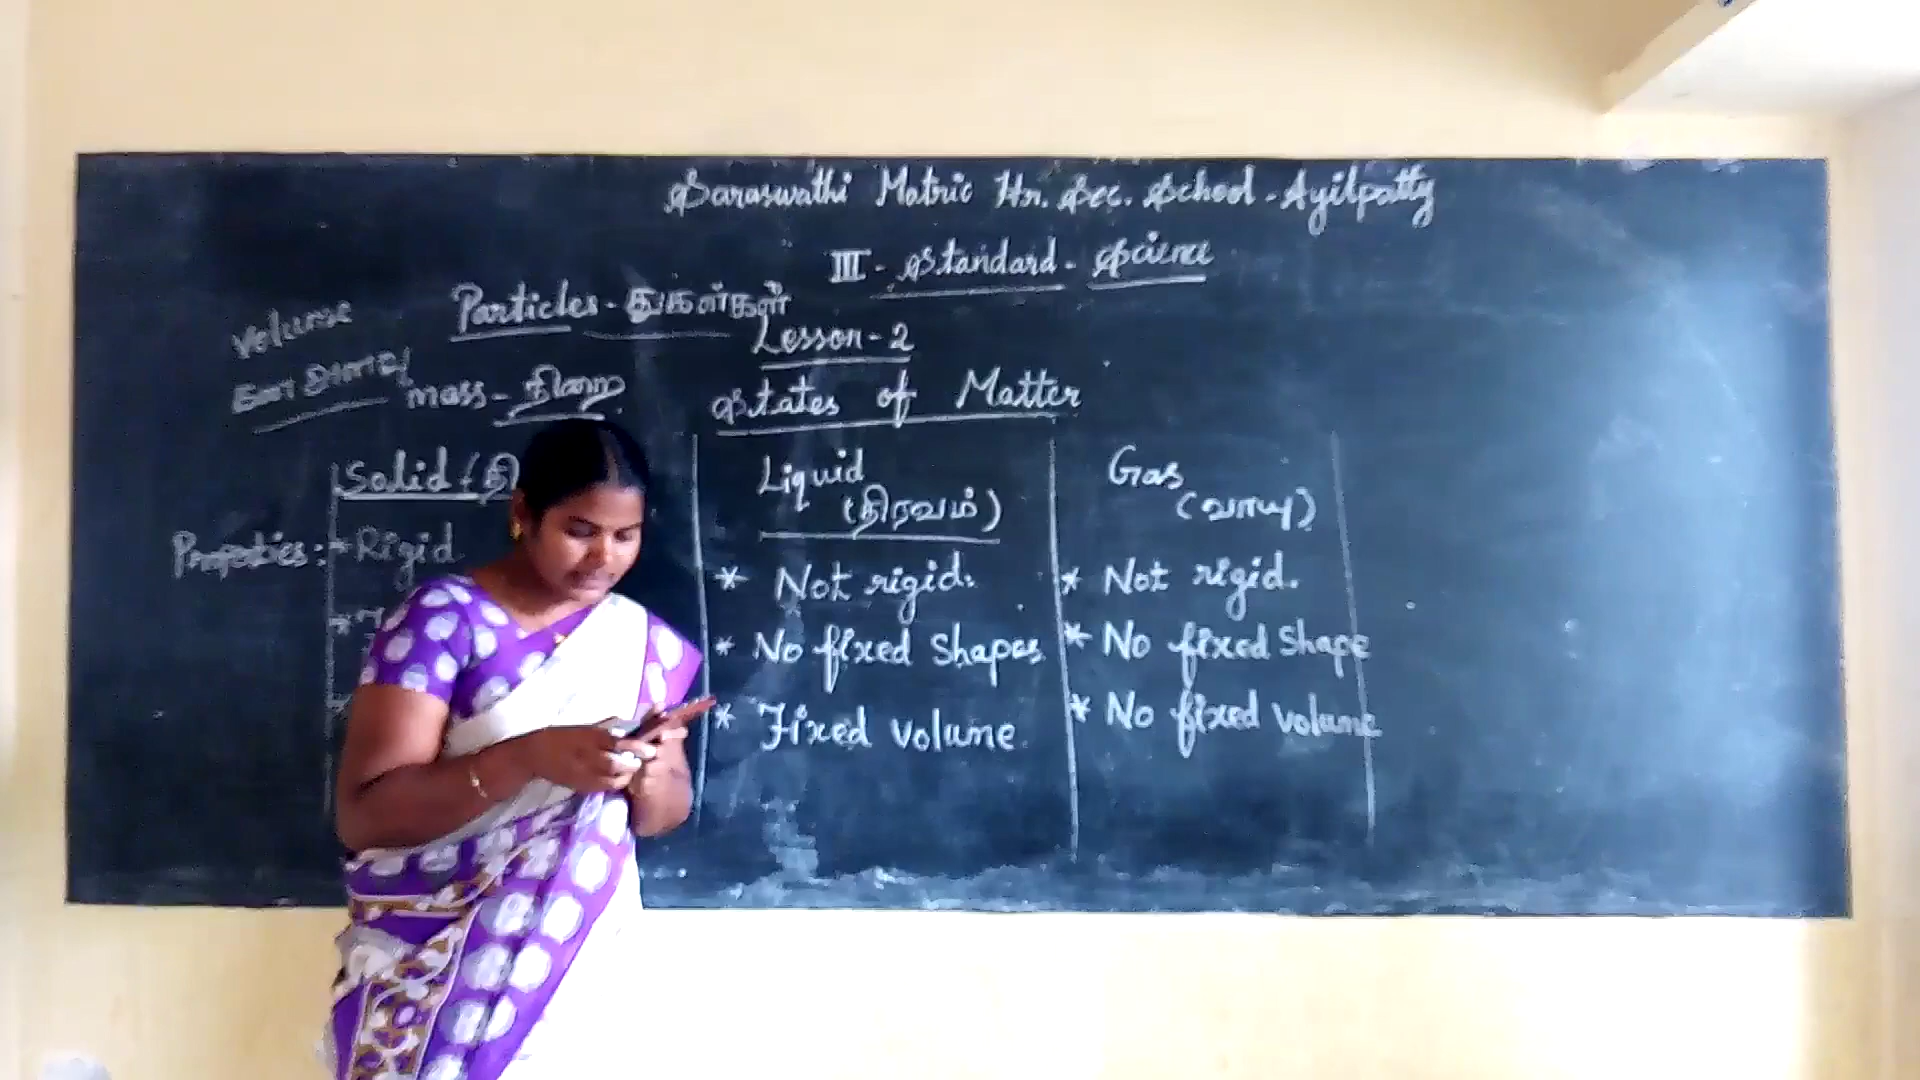 Saraswathi Matric Hr. Sec. School - Ayilpatty
III - Standard - Science
Particles - துகள்கள்
Volume
கன அளவு
Lesson - 2
mass - நிறை
States of Matter
Solid (தி
Liquid
(திரவம்)
Gas
(வாயு)
Properties : * Rigid
* Not rigid.
* Not rigid.
* No fixed Shapes
* No fixed Shape
* Fixed volume
* No fixed volume